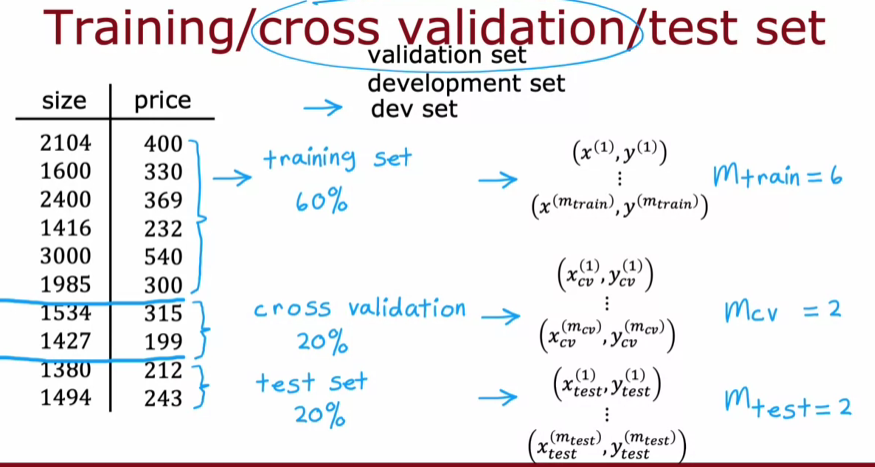 Training/cross validation/test set
validation set
development set
dev set
size price
2104 400
1600 330
2400 369
1416 232
3000 540
1985 300
1534 315
1427 199
1380 212
1494 243
training set
60%
(x⁽¹⁾, y⁽¹⁾)
⋮
(x^(m_train), y^(m_train))
m_train = 6
cross validation
20%
(x_cv^(1), y_cv^(1))
⋮
(x_cv^(m_cv), y_cv^(m_cv))
m_cv = 2
test set
20%
(x_test^(1), y_test^(1))
⋮
(x_test^(m_test), y_test^(m_test))
m_test = 2